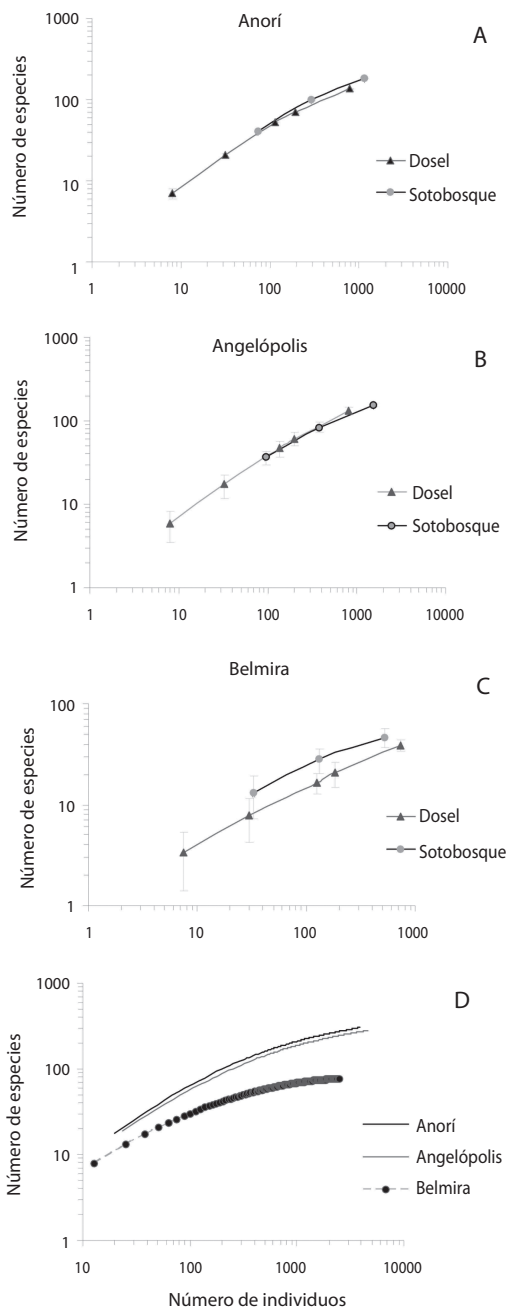 Anorí
A
Número de especies
1000
100
10
1
1 10 100 1000 10000
Dosel
Sotobosque
Angelópolis
B
Número de especies
1000
100
10
1
1 10 100 1000 10000
Dosel
Sotobosque
Belmira
C
Número de especies
100
10
1
1 10 100 1000
Dosel
Sotobosque
D
Número de especies
1000
100
10
1
10 100 1000 10000
Anorí
Angelópolis
Belmira
Número de individuos